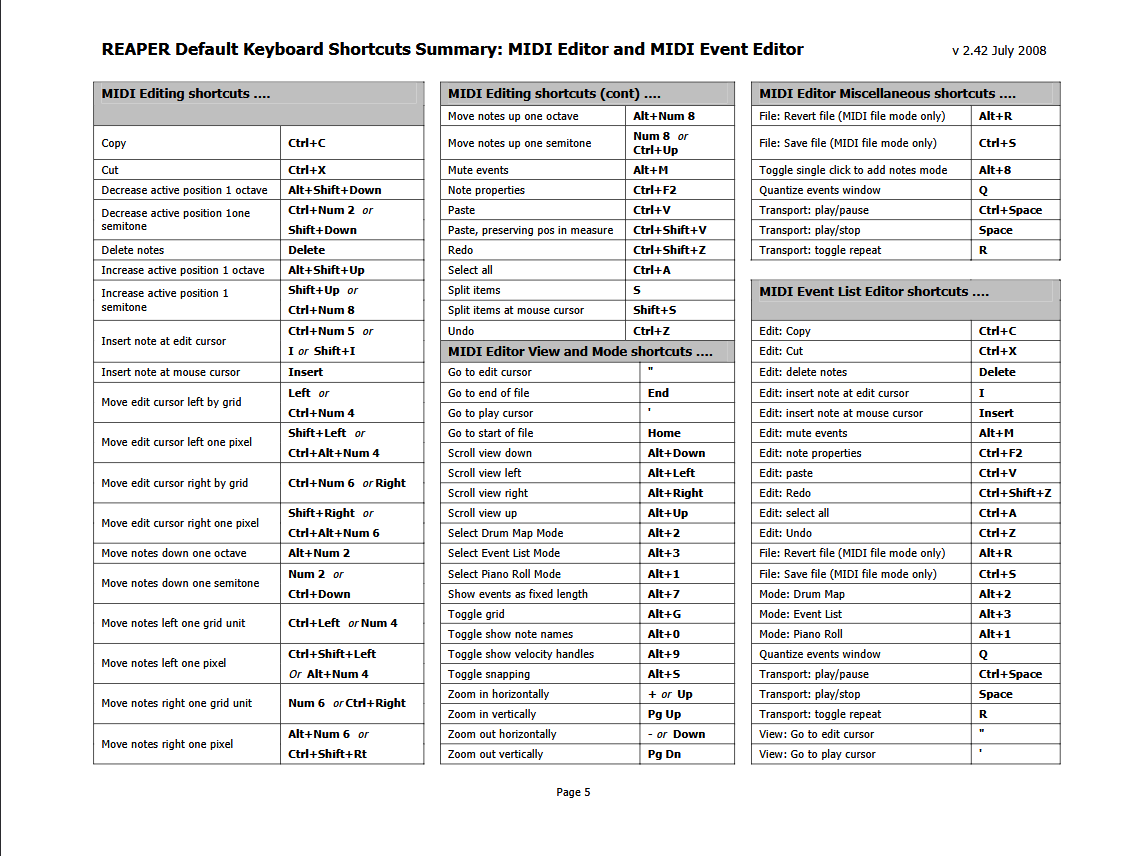 REAPER Default Keyboard Shortcuts Summary: MIDI Editor and MIDI Event Editor
v 2.42 July 2008
MIDI Editing shortcuts ....
Copy Ctrl+C
Cut Ctrl+X
Decrease active position 1 octave Alt+Shift+Down
Decrease active position 1one
semitone
Ctrl+Num 2 or
Shift+Down
Delete notes Delete
Increase active position 1 octave Alt+Shift+Up
Increase active position 1
semitone
Shift+Up or
Ctrl+Num 8
Insert note at edit cursor
Ctrl+Num 5 or
I or Shift+I
Insert note at mouse cursor Insert
Move edit cursor left by grid
Left or
Ctrl+Num 4
Move edit cursor left one pixel
Shift+Left or
Ctrl+Alt+Num 4
Move edit cursor right by grid Ctrl+Num 6 or Right
Move edit cursor right one pixel
Shift+Right or
Ctrl+Alt+Num 6
Move notes down one octave Alt+Num 2
Move notes down one semitone
Num 2 or
Ctrl+Down
Move notes left one grid unit Ctrl+Left or Num 4
Move notes left one pixel
Ctrl+Shift+Left
Or Alt+Num 4
Move notes right one grid unit Num 6 or Ctrl+Right
Move notes right one pixel
Alt+Num 6 or
Ctrl+Shift+Rt
MIDI Editing shortcuts (cont) ....
Move notes up one octave Alt+Num 8
Move notes up one semitone
Num 8 or
Ctrl+Up
Mute events Alt+M
Note properties Ctrl+F2
Paste Ctrl+V
Paste, preserving pos in measure Ctrl+Shift+V
Redo Ctrl+Shift+Z
Select all Ctrl+A
Split items S
Split items at mouse cursor Shift+S
Undo Ctrl+Z
MIDI Editor View and Mode shortcuts ....
Go to edit cursor "
Go to end of file End
Go to play cursor '
Go to start of file Home
Scroll view down Alt+Down
Scroll view left Alt+Left
Scroll view right Alt+Right
Scroll view up Alt+Up
Select Drum Map Mode Alt+2
Select Event List Mode Alt+3
Select Piano Roll Mode Alt+1
Show events as fixed length Alt+7
Toggle grid Alt+G
Toggle show note names Alt+0
Toggle show velocity handles Alt+9
Toggle snapping Alt+S
Zoom in horizontally + or Up
Zoom in vertically Pg Up
Zoom out horizontally - or Down
Zoom out vertically Pg Dn
MIDI Editor Miscellaneous shortcuts ....
File: Revert file (MIDI file mode only) Alt+R
File: Save file (MIDI file mode only) Ctrl+S
Toggle single click to add notes mode Alt+8
Quantize events window Q
Transport: play/pause Ctrl+Space
Transport: play/stop Space
Transport: toggle repeat R
MIDI Event List Editor shortcuts ....
Edit: Copy Ctrl+C
Edit: Cut Ctrl+X
Edit: delete notes Delete
Edit: insert note at edit cursor I
Edit: insert note at mouse cursor Insert
Edit: mute events Alt+M
Edit: note properties Ctrl+F2
Edit: paste Ctrl+V
Edit: Redo Ctrl+Shift+Z
Edit: select all Ctrl+A
Edit: Undo Ctrl+Z
File: Revert file (MIDI file mode only) Alt+R
File: Save file (MIDI file mode only) Ctrl+S
Mode: Drum Map Alt+2
Mode: Event List Alt+3
Mode: Piano Roll Alt+1
Quantize events window Q
Transport: play/pause Ctrl+Space
Transport: play/stop Space
Transport: toggle repeat R
View: Go to edit cursor "
View: Go to play cursor '
Page 5